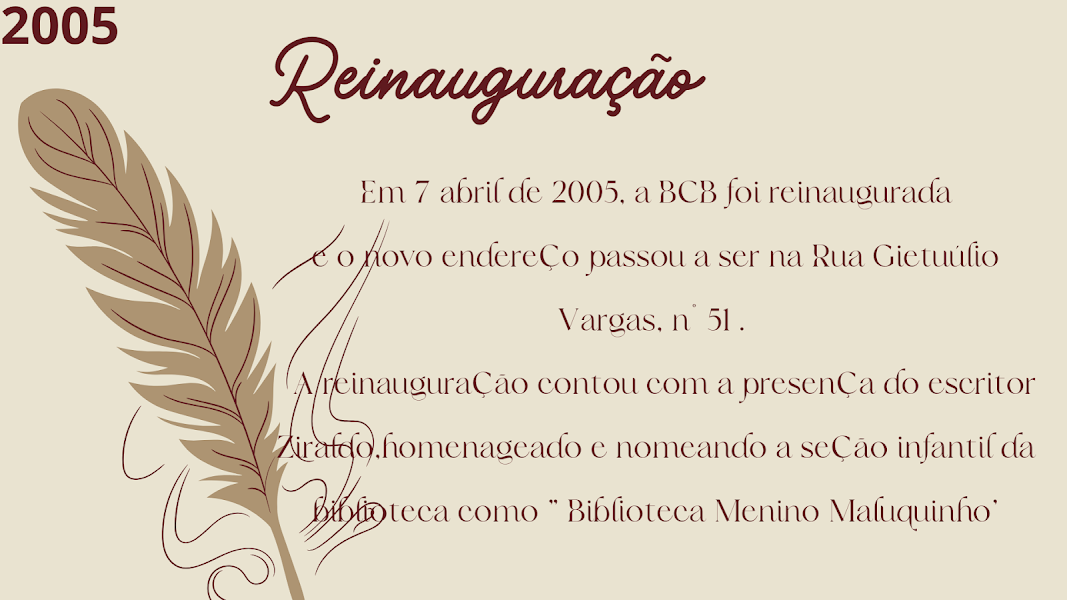 2005
Reinauguração
Em 7 abril de 2005, a BCB foi reinaugurada
e o novo endereÇo passou a ser na Rua Gietuúlio
Vargas, n° 51 .
A reinauguraÇão contou com a presenÇa do escritor
Ziraldo,homenageado e nomeando a seÇão infantil da
biblioteca como " Biblioteca Menino Maluquinho'